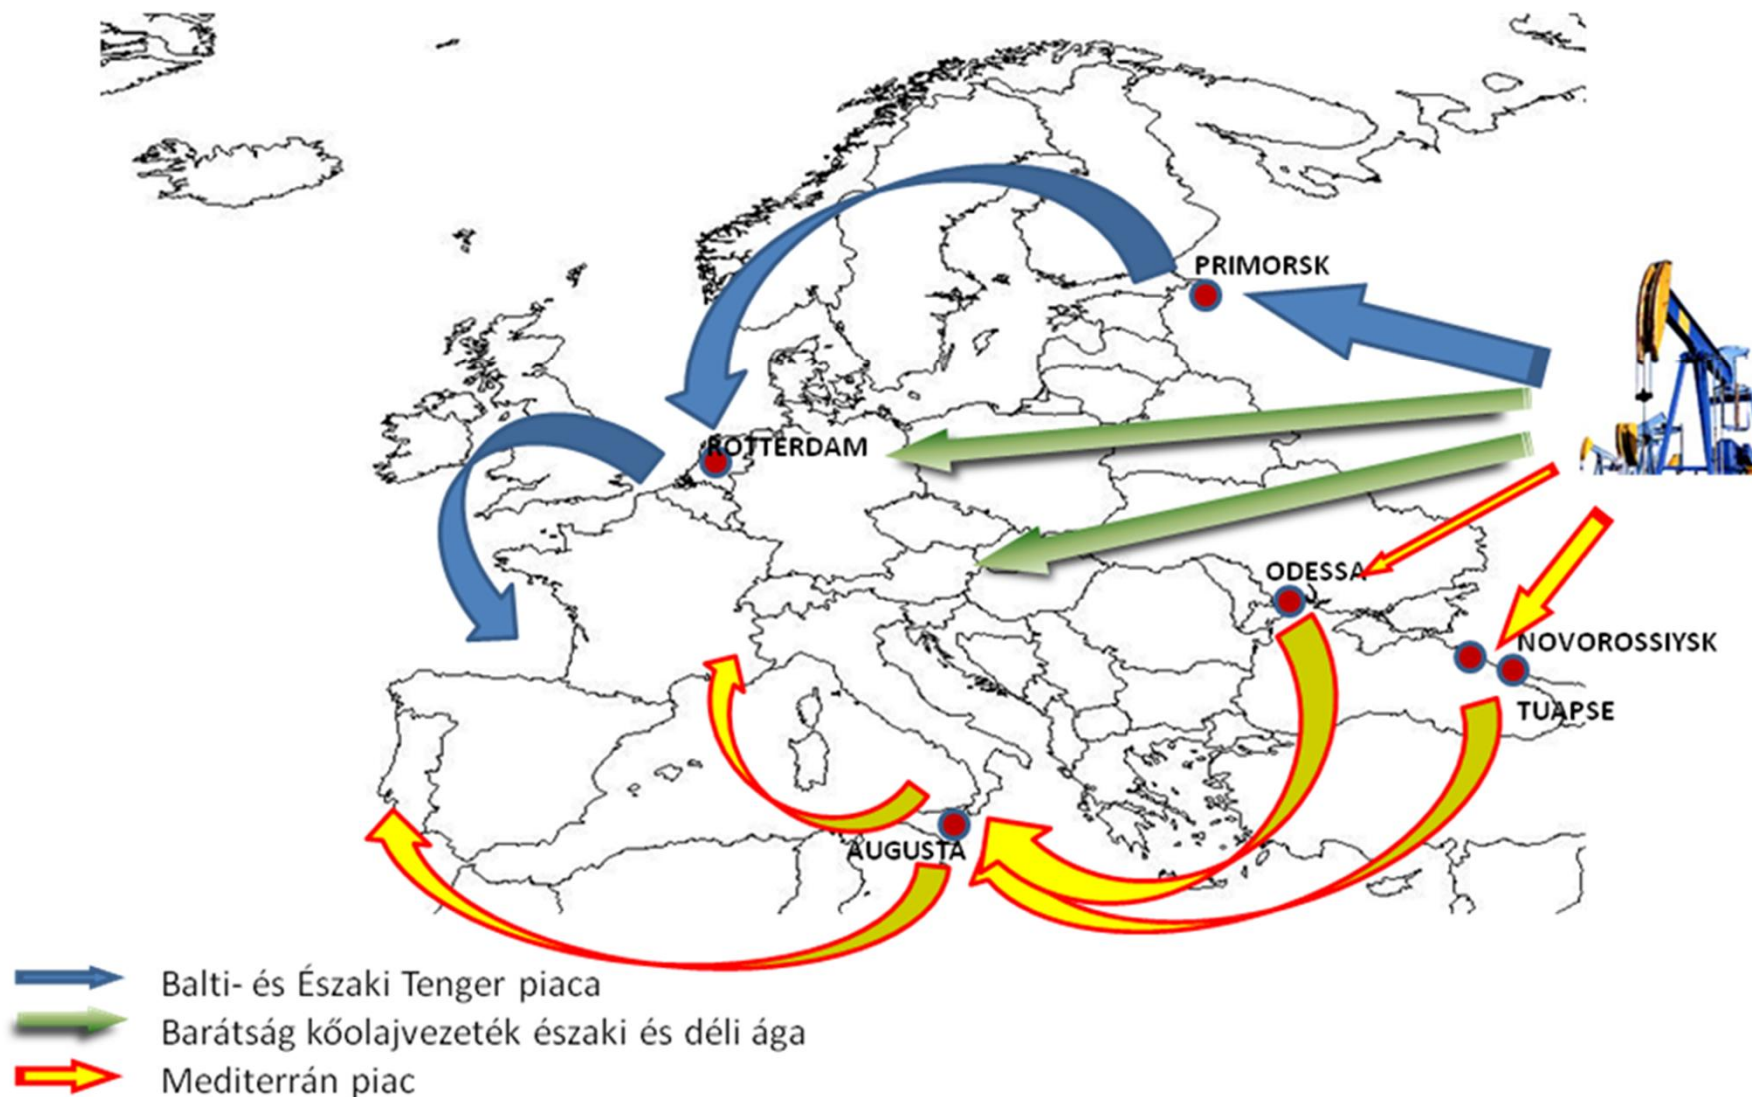 PRIMORSK
ROTTERDAM
ODESSA
NOVOROSSIYSK
TUAPSE
AUGUSTA
Balti- és Északi Tenger piaca
Barátság kőolajvezeték északi és déli ága
Mediterrán piac